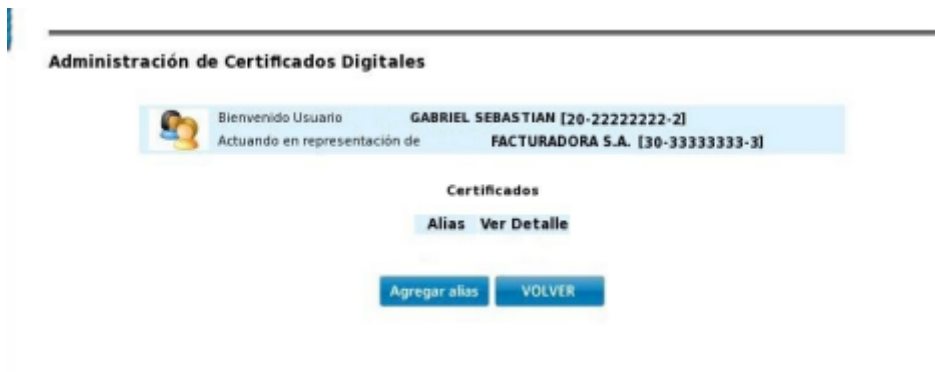 Administración de Certificados Digitales
Bienvenido Usuario GABRIEL SEBASTIAN [20-22222222-2]
Actuando en representación de FACTURADORA S.A. [30-33333333-3]
Certificados
Alias Ver Detalle
Agregar alias VOLVER